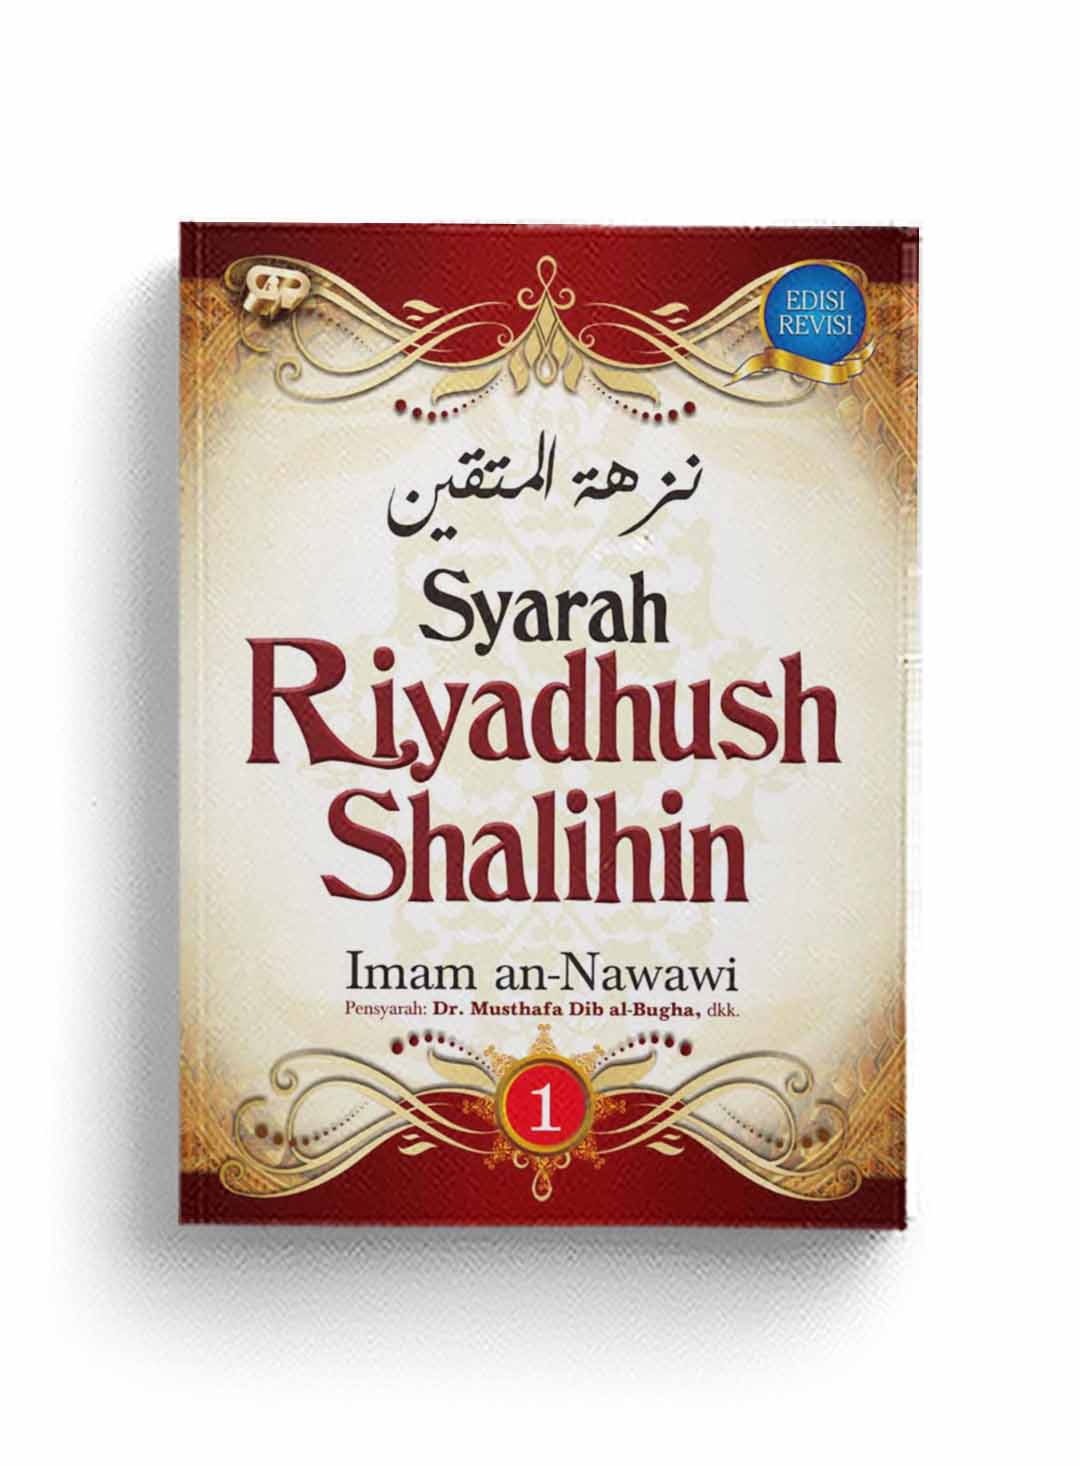 EDISI
REVISI
نزهة المتقين
Syarah
Riyadhush
Shalihin
Imam an-Nawawi
Pensyarah: Dr. Musthafa Dib al-Bugha, dkk.
1